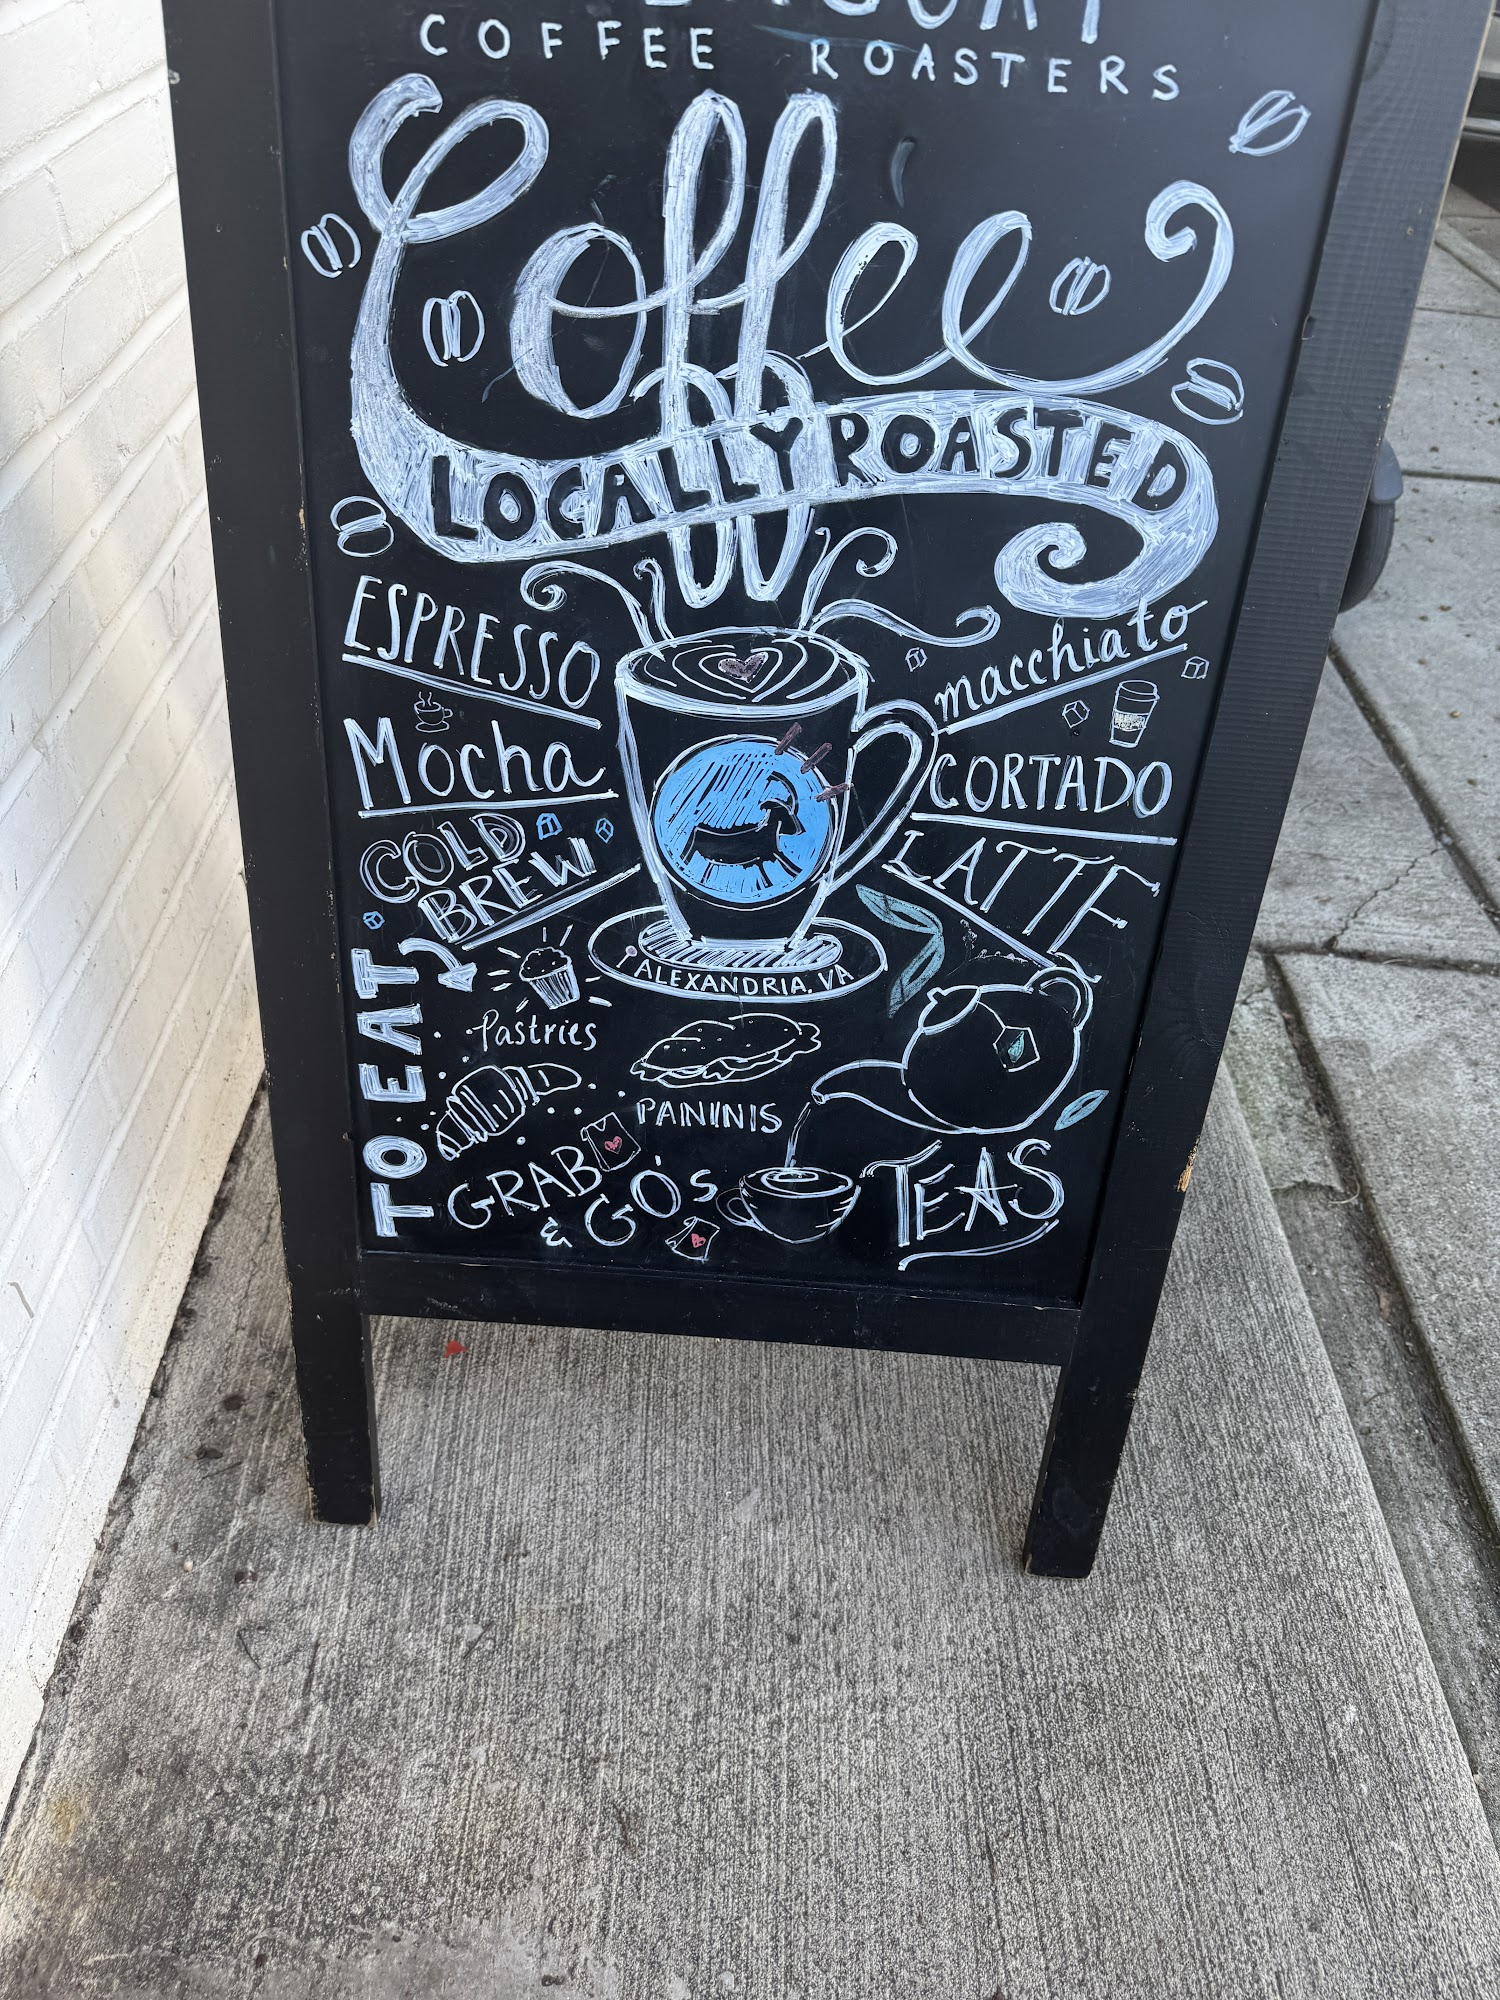 COFFEE ROASTERS
Coffee
LOCALLY ROASTED
ESPRESSO
macchiato
Mocha
CORTADO
COLD
BREW
LATTE
ALEXANDRIA, VA
TO EAT
Pastries
PANINIS
GRAB
& GO'S
TEAS